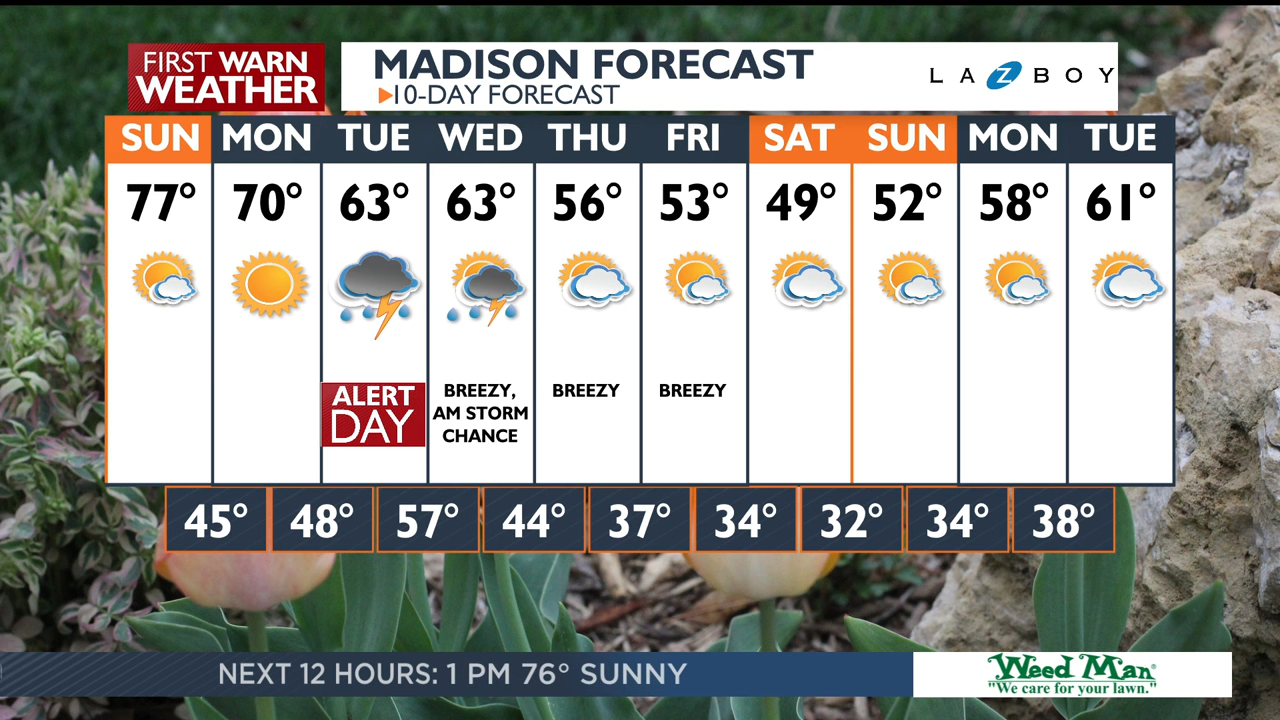 FIRST WARN
WEATHER
MADISON FORECAST
10-DAY FORECAST
LA Z BOY
SUN MON TUE WED THU FRI SAT SUN MON TUE
77° 70° 63° 63° 56° 53° 49° 52° 58° 61°
ALERT
DAY
BREEZY,
AM STORM
CHANCE
BREEZY
BREEZY
45° 48° 57° 44° 37° 34° 32° 34° 38°
NEXT 12 HOURS: 1 PM 76° SUNNY
Weed Man®
"We care for your lawn."